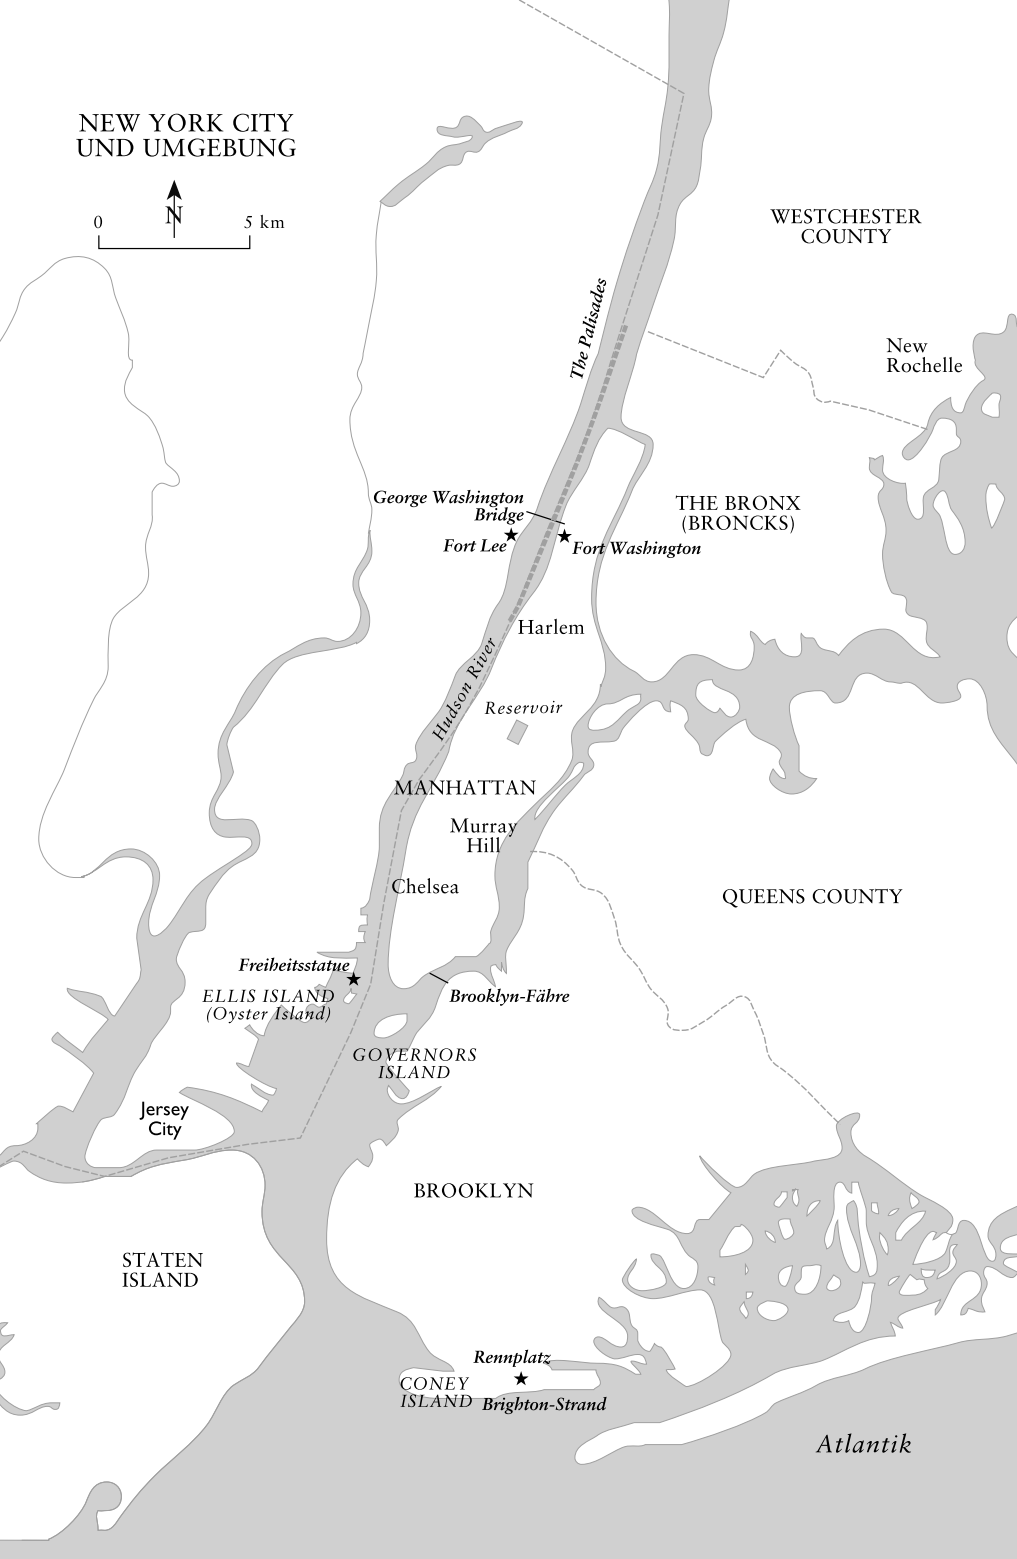 NEW YORK CITY
UND UMGEBUNG
N
0 5 km
WESTCHESTER
COUNTY
The Palisades
New
Rochelle
George Washington
Bridge
THE BRONX
(BRONCKS)
Fort Lee
Fort Washington
Harlem
Hudson River
Reservoir
MANHATTAN
Murray
Hill
Chelsea
QUEENS COUNTY
Freiheitsstatue
ELLIS ISLAND
(Oyster Island)
Brooklyn-Fähre
GOVERNORS
ISLAND
Jersey
City
BROOKLYN
STATEN
ISLAND
Rennplatz
CONEY
ISLAND
Brighton-Strand
Atlantik